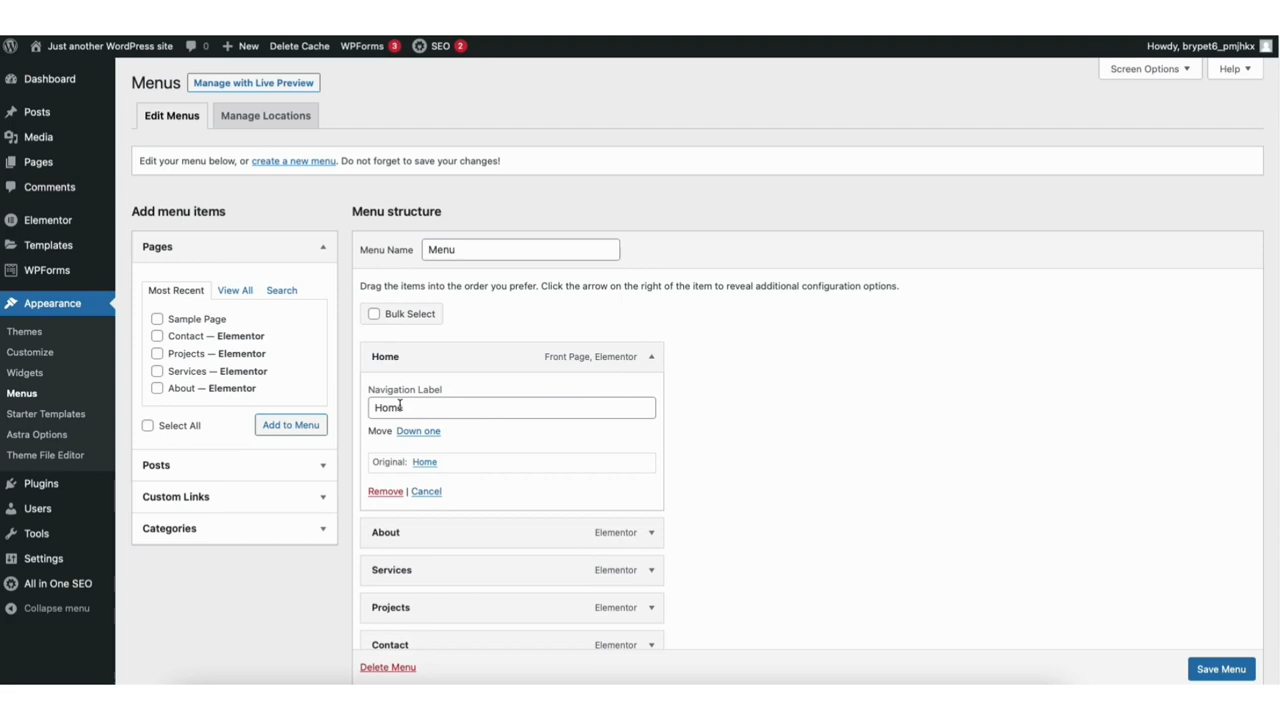 Just another WordPress site 0 New Delete Cache WPForms 3 SEO 2 Howdy, brypet6_pmjhkx
Dashboard
Posts
Media
Pages
Comments
Elementor
Templates
WPForms
Appearance
Themes
Customize
Widgets
Menus
Starter Templates
Astra Options
Theme File Editor
Plugins
Users
Tools
Settings
All in One SEO
Collapse menu
Screen Options Help
Menus Manage with Live Preview
Edit Menus Manage Locations
Edit your menu below, or create a new menu. Do not forget to save your changes!
Add menu items
Pages
Most Recent View All Search
Sample Page
Contact — Elementor
Projects — Elementor
Services — Elementor
About — Elementor
Select All Add to Menu
Posts
Custom Links
Categories
Menu structure
Menu Name Menu
Drag the items into the order you prefer. Click the arrow on the right of the item to reveal additional configuration options.
Bulk Select
Home Front Page, Elementor
Navigation Label
Home
Move Down one
Original: Home
Remove | Cancel
About Elementor
Services Elementor
Projects Elementor
Contact Elementor
Delete Menu Save Menu